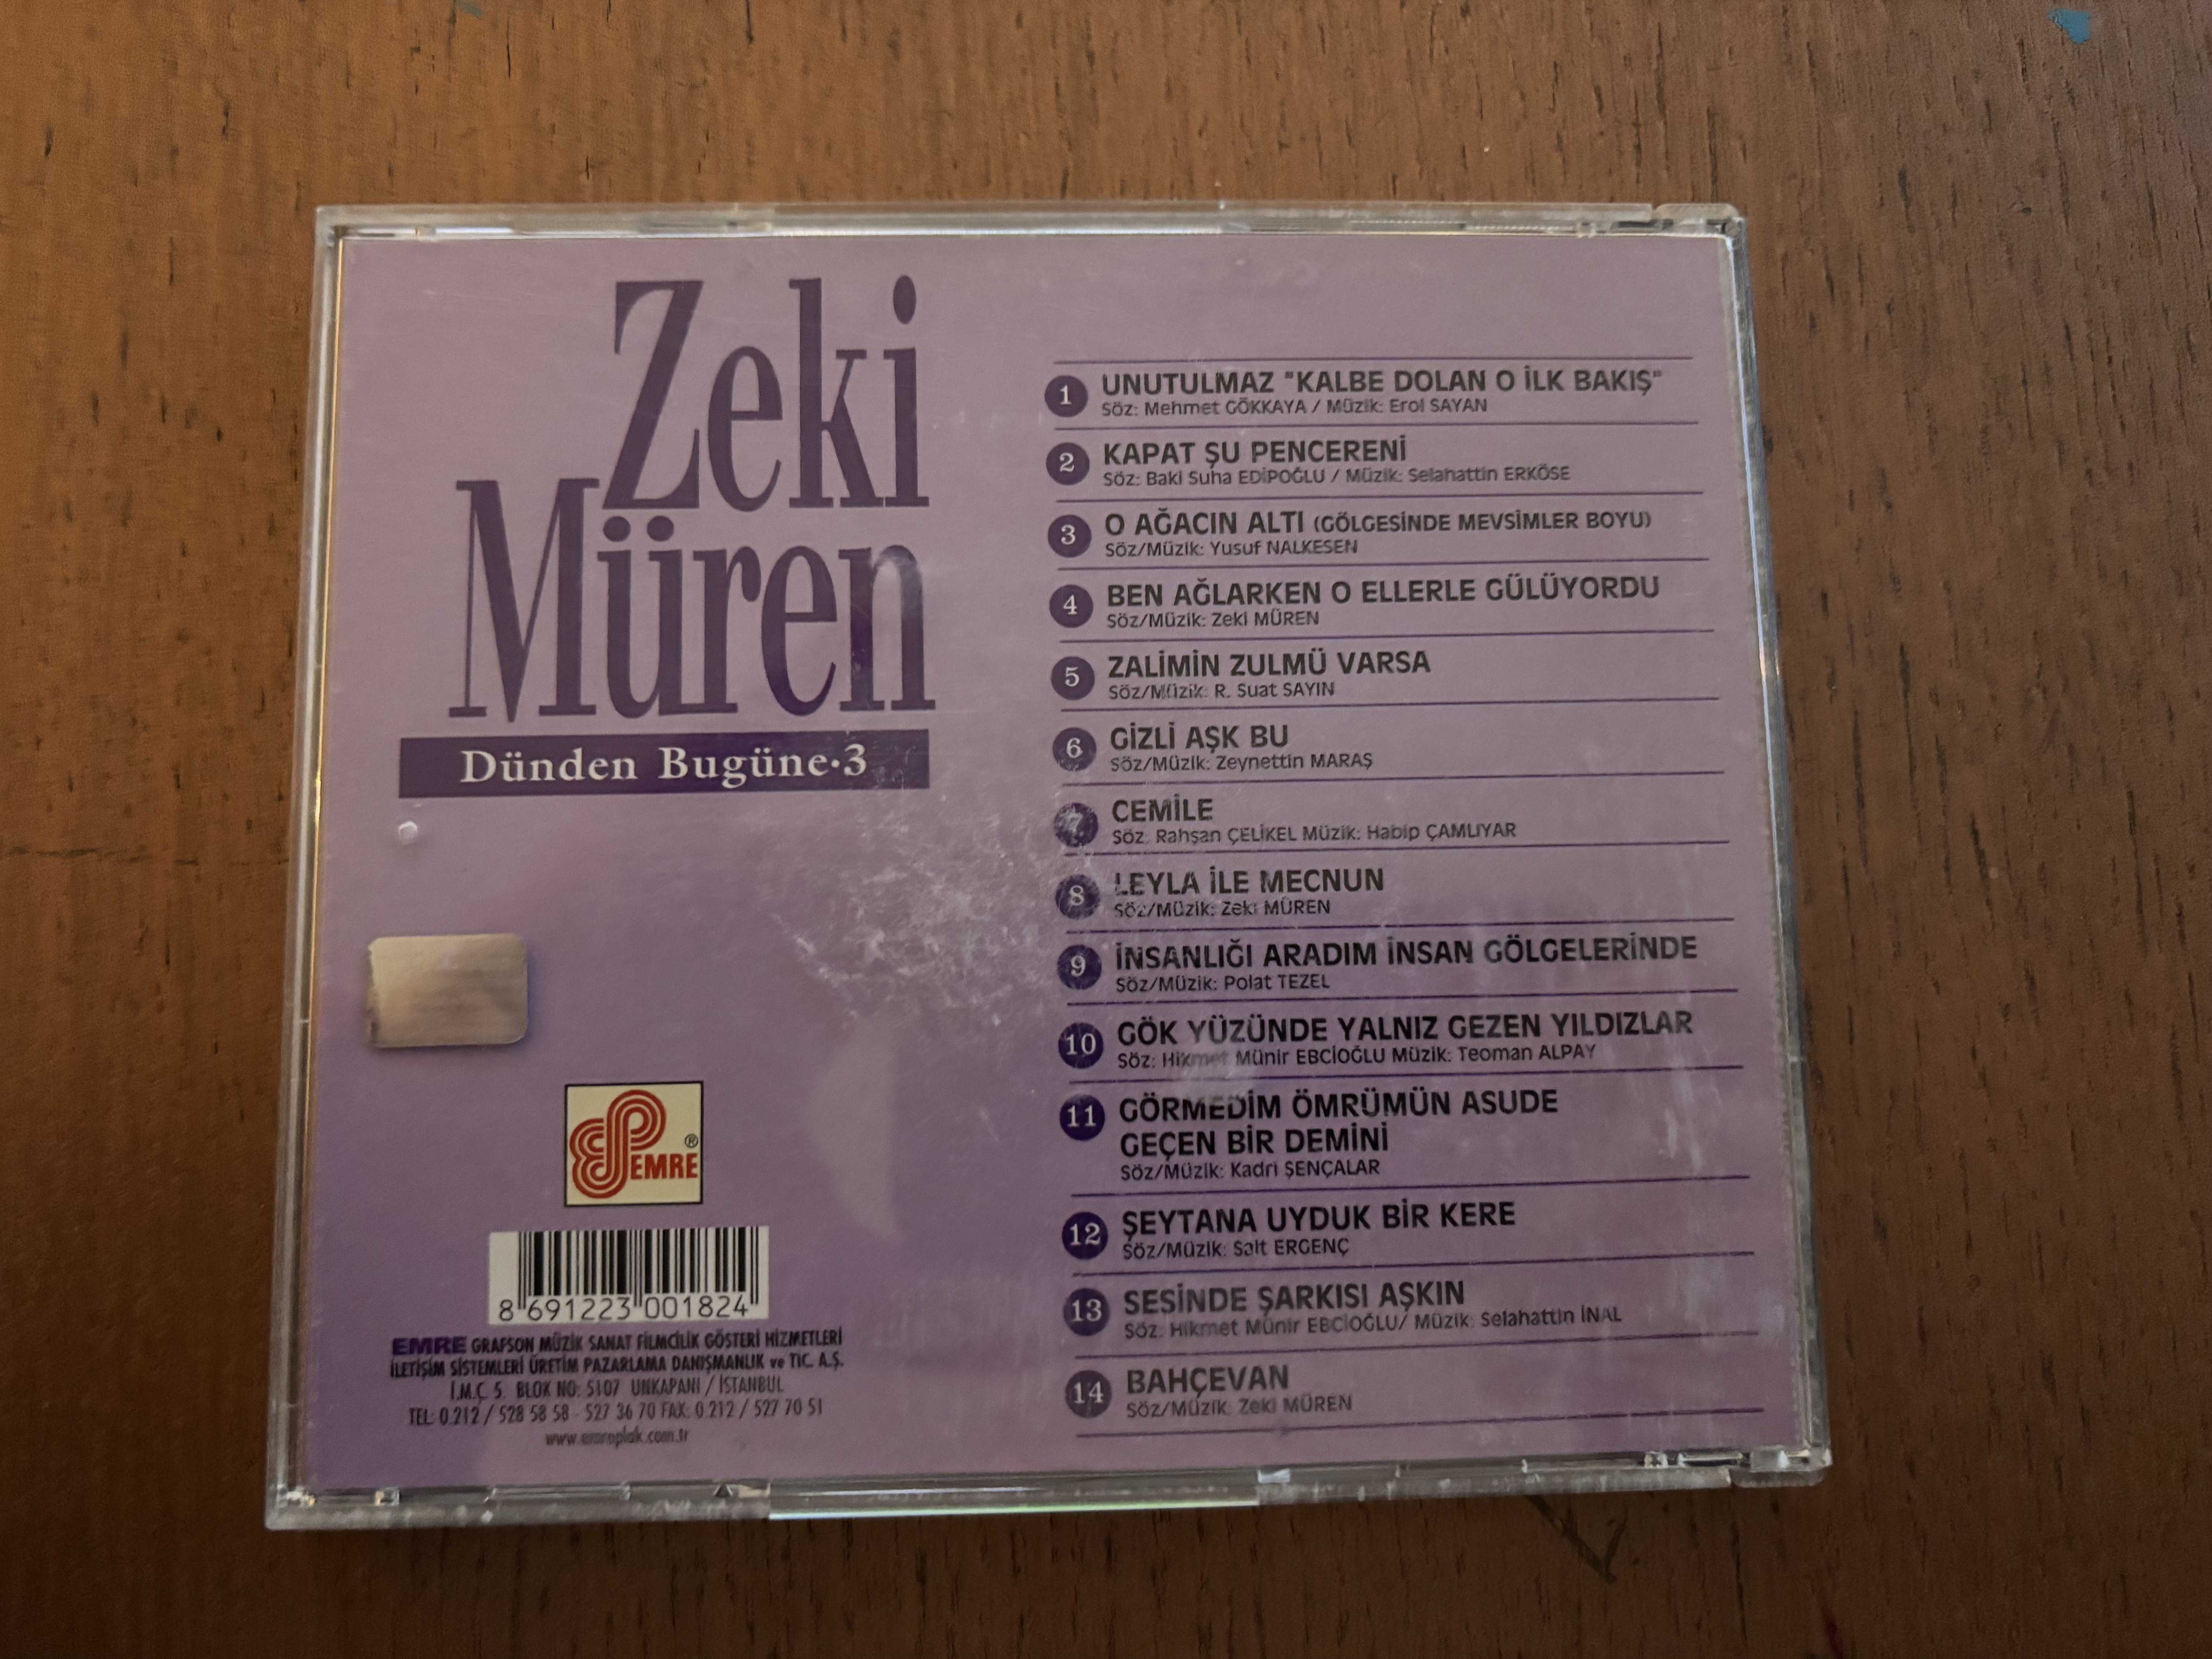 Zeki
Müren
Dünden Bugüne·3
1 UNUTULMAZ "KALBE DOLAN O İLK BAKIŞ"
Söz: Mehmet GÖKKAYA / Müzik: Erol SAYAN
2 KAPAT ŞU PENCERENİ
Söz: Baki Suha EDİPOĞLU / Müzik: Selahattin ERKÖSE
3 O AĞACIN ALTI (GÖLGESİNDE MEVSİMLER BOYU)
Söz/Müzik: Yusuf NALKESEN
4 BEN AĞLARKEN O ELLERLE GÜLÜYORDU
Söz/Müzik: Zeki MÜREN
5 ZALİMİN ZULMÜ VARSA
Söz/Müzik: R. Suat SAYIN
6 GİZLİ AŞK BU
Söz/Müzik: Zeynettin MARAŞ
7 CEMİLE
Söz: Rahşan ÇELİKEL Müzik: Habip ÇAMLIYAR
8 LEYLA İLE MECNUN
Söz/Müzik: Zeki MÜREN
9 İNSANLIĞI ARADIM İNSAN GÖLGELERİNDE
Söz/Müzik: Polat TEZEL
10 GÖK YÜZÜNDE YALNIZ GEZEN YILDIZLAR
Söz: Hikmet Münir EBCİOĞLU Müzik: Teoman ALPAY
11 GÖRMEDİM ÖMRÜMÜN ASUDE
GEÇEN BİR DEMİNİ
Söz/Müzik: Kadri ŞENÇALAR
12 ŞEYTANA UYDUK BİR KERE
Söz/Müzik: Sait ERGENÇ
13 SESİNDE ŞARKISI AŞKIN
Söz: Hikmet Münir EBCİOĞLU/ Müzik: Selahattin İNAL
14 BAHÇEVAN
Söz/Müzik: Zeki MÜREN
EMRE ®
8 691223 001824
EMRE GRAFSON MÜZİK SANAT FİLMCİLİK GÖSTERİ HİZMETLERİ
İLETİŞİM SİSTEMLERİ ÜRETİM PAZARLAMA DANIŞMANLIK ve TİC. A.Ş.
İ.M.Ç 5. BLOK NO: 5107 UNKAPANI / İSTANBUL
TEL: 0.212 / 528 58 58 - 527 36 70 FAX: 0.212 / 527 70 51
www.emreplak.com.tr